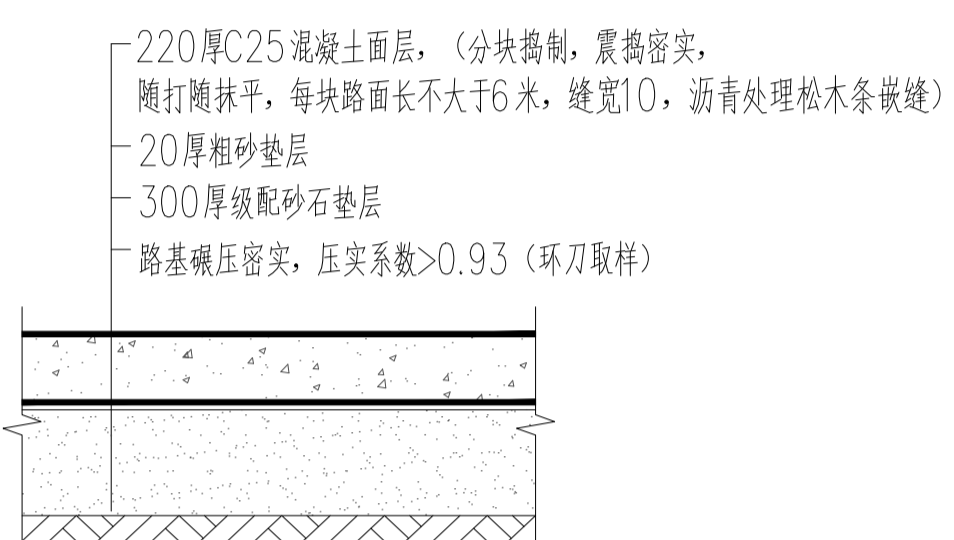 220厚C25混凝土面层，（分块捣制，震捣密实，
随打随抹平，每块路面长不大于6米，缝宽10，沥青处理松木条嵌缝）
20厚粗砂垫层
300厚级配砂石垫层
路基碾压密实，压实系数>0.93（环刀取样）